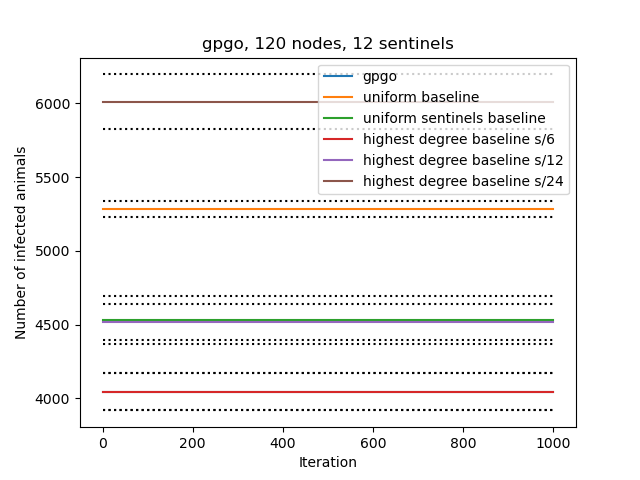 gpgo, 120 nodes, 12 sentinels
gpgo
uniform baseline
uniform sentinels baseline
highest degree baseline s/6
highest degree baseline s/12
highest degree baseline s/24
Number of infected animals
6000
5500
5000
4500
4000
0 200 400 600 800 1000
Iteration